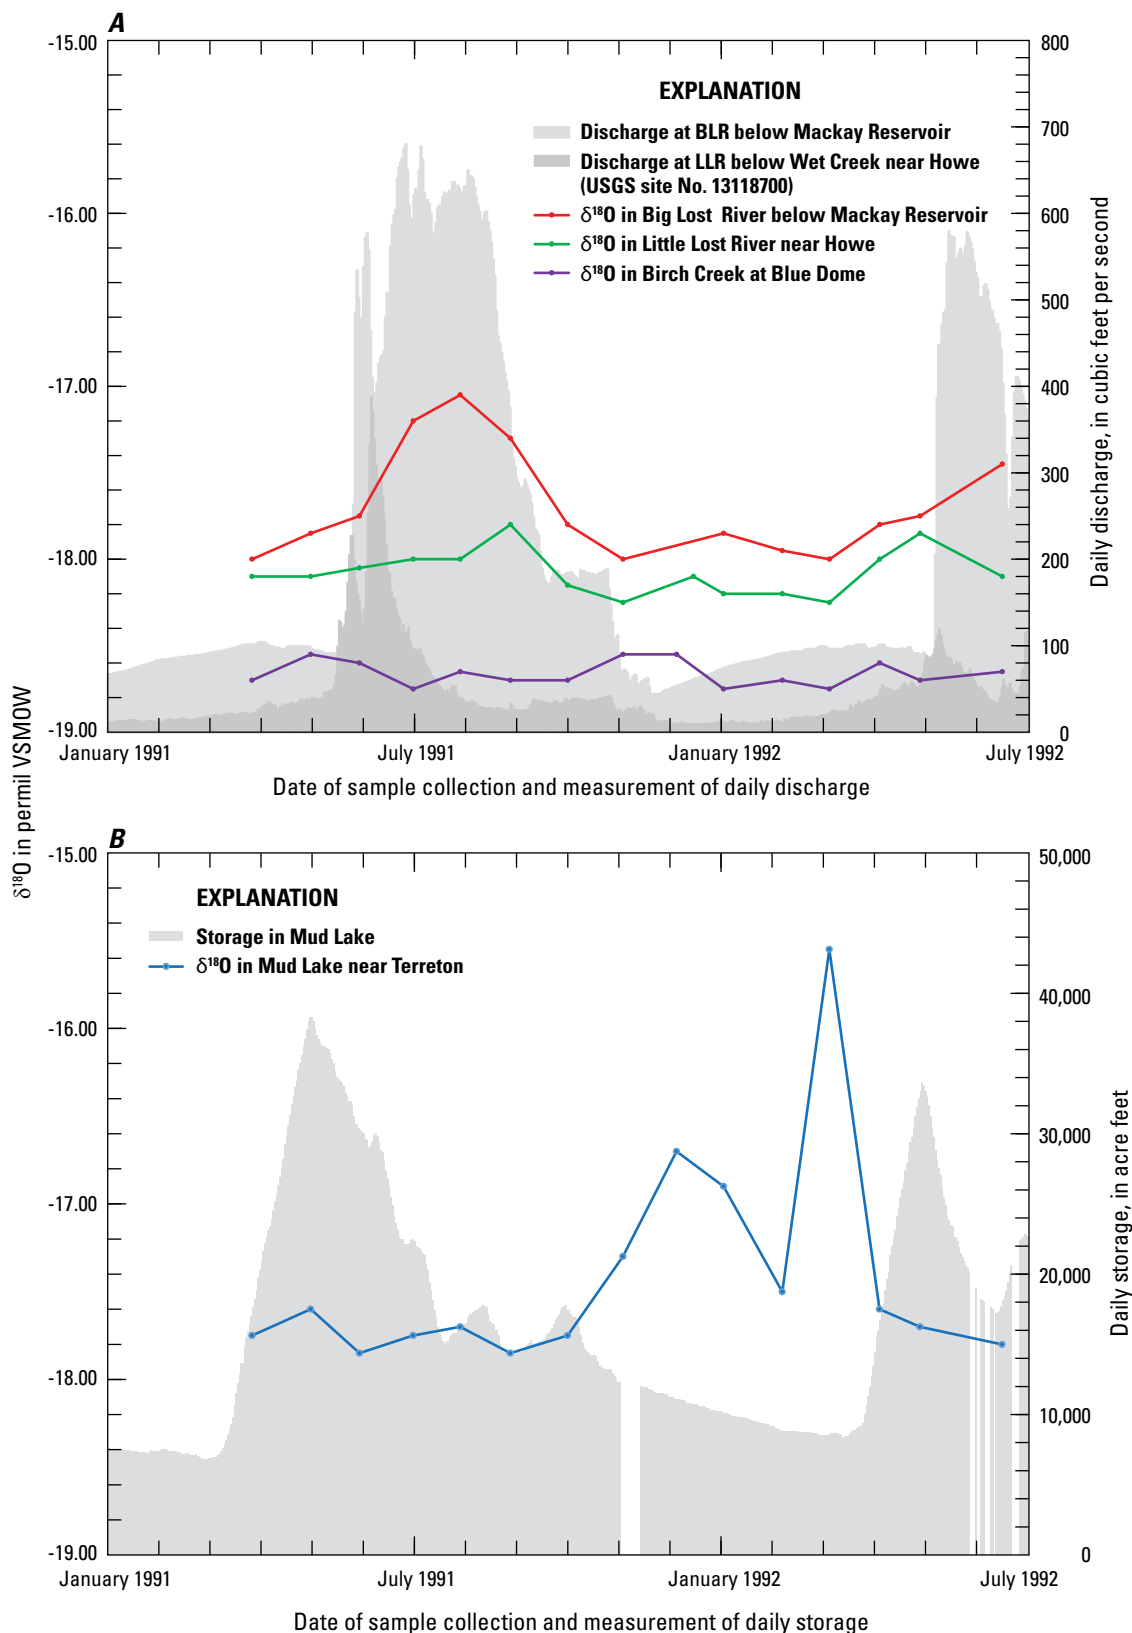 A
-15.00
-16.00
-17.00
-18.00
-19.00
800
700
600
500
400
300
200
100
0
EXPLANATION
Discharge at BLR below Mackay Reservoir
Discharge at LLR below Wet Creek near Howe
(USGS site No. 13118700)
δ¹⁸O in Big Lost River below Mackay Reservoir
δ¹⁸O in Little Lost River near Howe
δ¹⁸O in Birch Creek at Blue Dome
Daily discharge, in cubic feet per second
January 1991
July 1991
January 1992
July 1992
Date of sample collection and measurement of daily discharge
δ¹⁸O in permil VSMOW
B
-15.00
-16.00
-17.00
-18.00
-19.00
50,000
40,000
30,000
20,000
10,000
0
EXPLANATION
Storage in Mud Lake
δ¹⁸O in Mud Lake near Terreton
Daily storage, in acre feet
January 1991
July 1991
January 1992
July 1992
Date of sample collection and measurement of daily storage